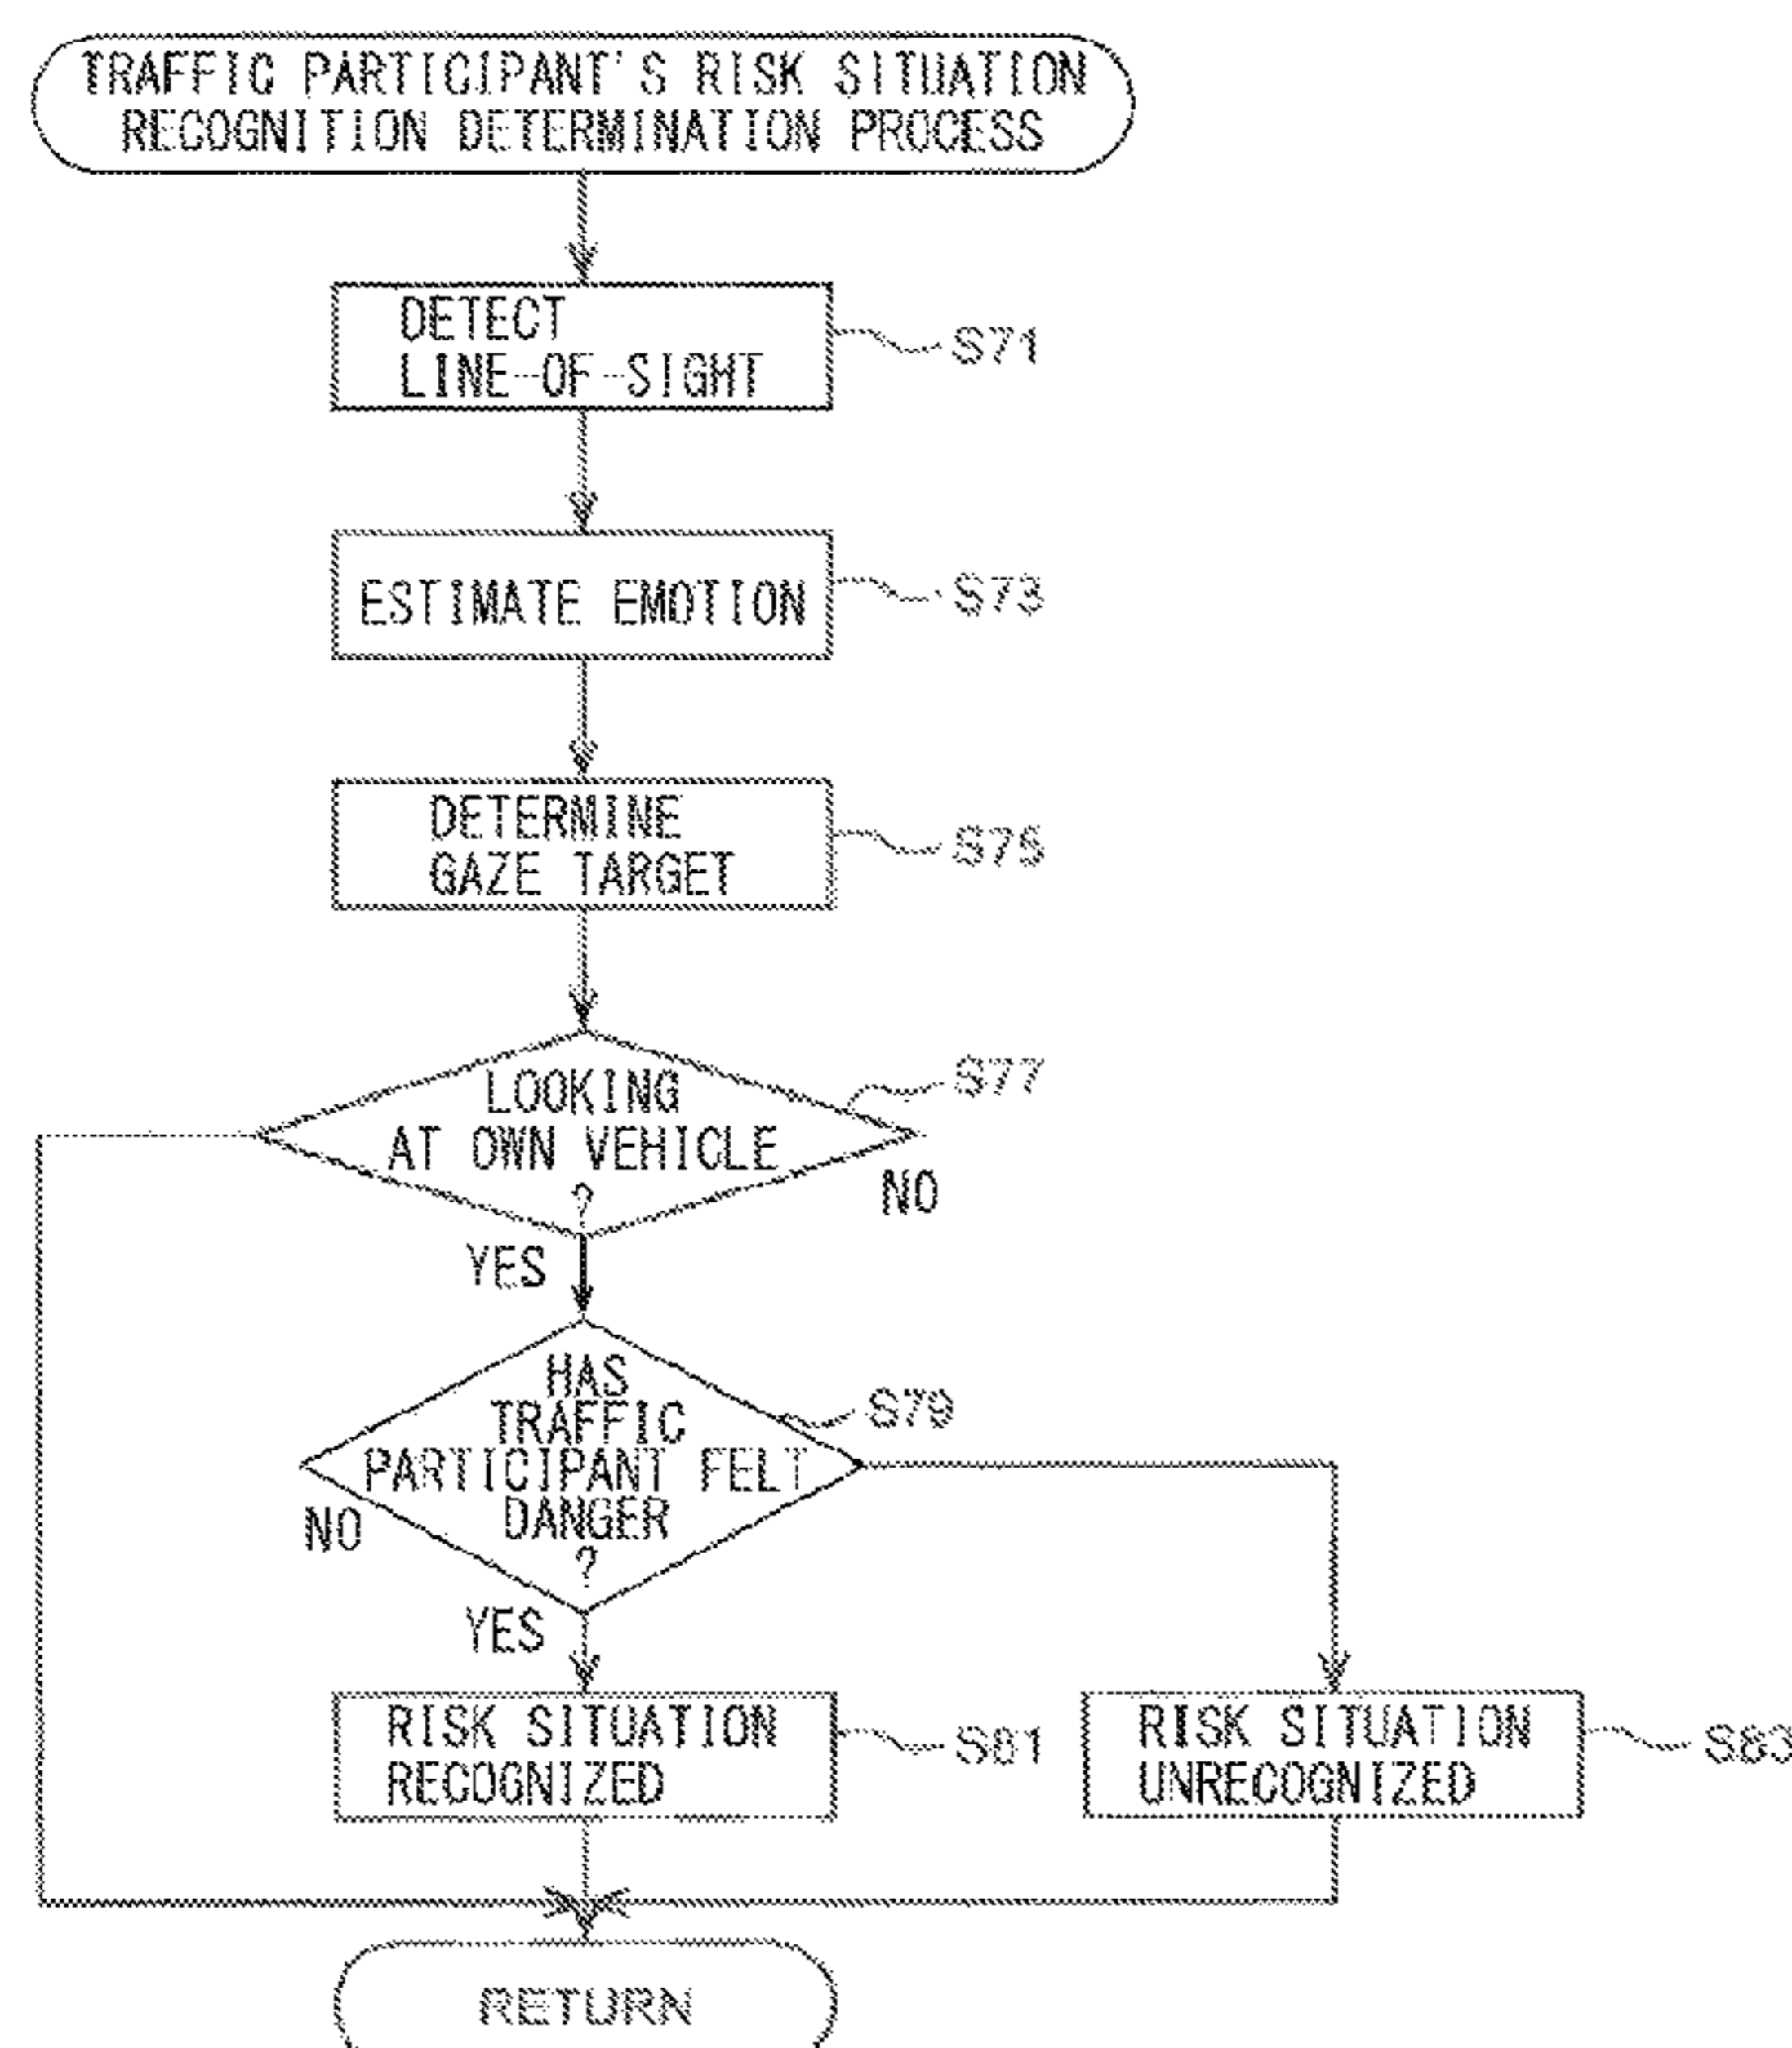 TRAFFIC PARTICIPANT'S RISK SITUATION
RECOGNITION DETERMINATION PROCESS
DETECT
LINE-OF-SIGHT
S71
ESTIMATE EMOTION
S73
DETERMINE
GAZE TARGET
S75
LOOKING
AT OWN VEHICLE
?
S77
NO
YES
HAS
TRAFFIC
PARTICIPANT FELT
DANGER
?
S79
NO
YES
RISK SITUATION
RECOGNIZED
S81
RISK SITUATION
UNRECOGNIZED
S83
RETURN